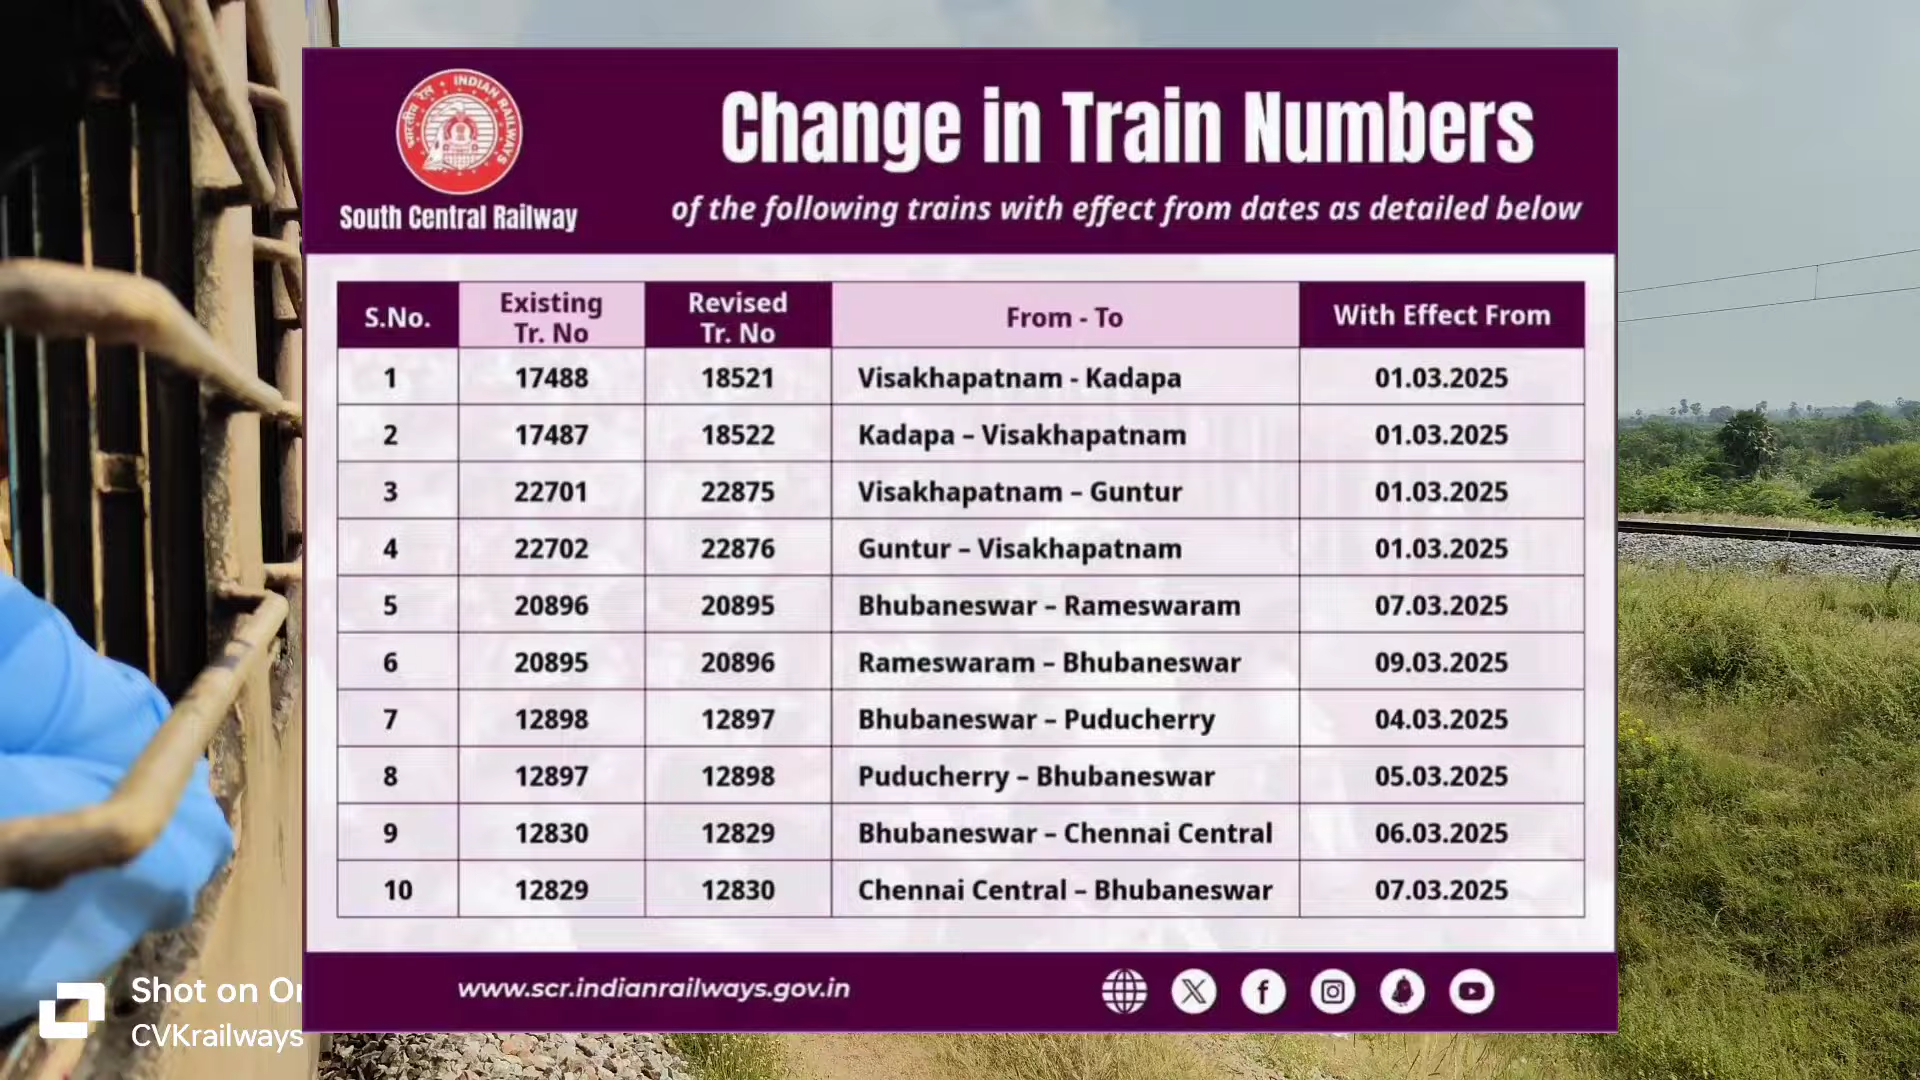 INDIAN RAILWAYS
भारतीय रेल
South Central Railway
Change in Train Numbers
of the following trains with effect from dates as detailed below
S.No. Existing Tr. No Revised Tr. No From - To With Effect From
1 17488 18521 Visakhapatnam - Kadapa 01.03.2025
2 17487 18522 Kadapa – Visakhapatnam 01.03.2025
3 22701 22875 Visakhapatnam – Guntur 01.03.2025
4 22702 22876 Guntur – Visakhapatnam 01.03.2025
5 20896 20895 Bhubaneswar – Rameswaram 07.03.2025
6 20895 20896 Rameswaram – Bhubaneswar 09.03.2025
7 12898 12897 Bhubaneswar – Puducherry 04.03.2025
8 12897 12898 Puducherry – Bhubaneswar 05.03.2025
9 12830 12829 Bhubaneswar – Chennai Central 06.03.2025
10 12829 12830 Chennai Central – Bhubaneswar 07.03.2025
www.scr.indianrailways.gov.in
Shot on
CVKrailways